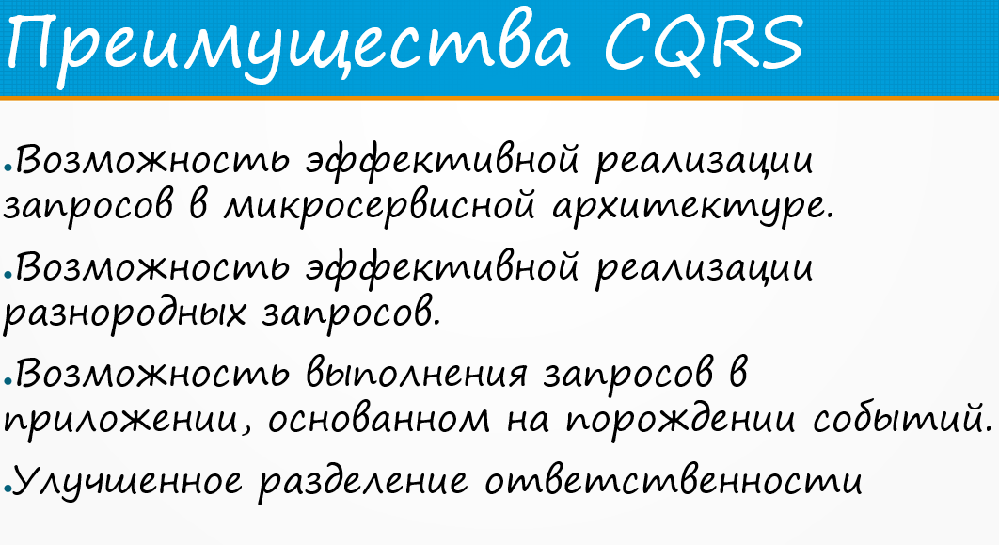 Преимущества CQRS
•Возможность эффективной реализации
запросов в микросервисной архитектуре.
•Возможность эффективной реализации
разнородных запросов.
•Возможность выполнения запросов в
приложении, основанном на порождении событий.
•Улучшенное разделение ответственности